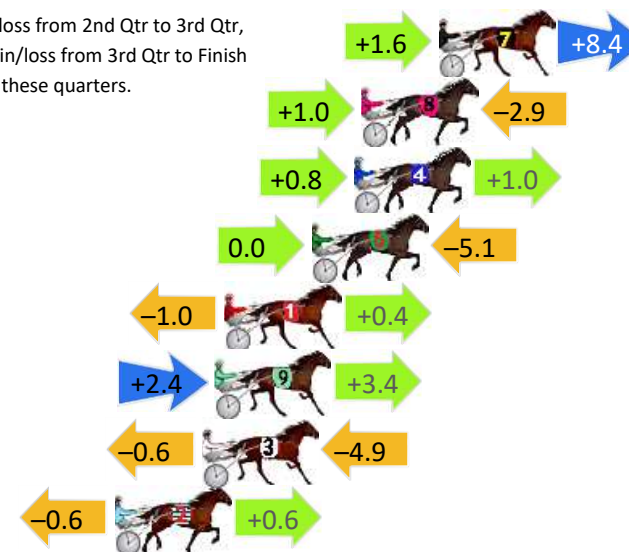 loss from 2nd Qtr to 3rd Qtr,
in/loss from 3rd Qtr to Finish
these quarters.
+1.6 7 +8.4
+1.0 8 –2.9
+0.8 4 +1.0
0.0 –5.1
–1.0 1 +0.4
+2.4 9 +3.4
–0.6 3 –4.9
–0.6 2 +0.6